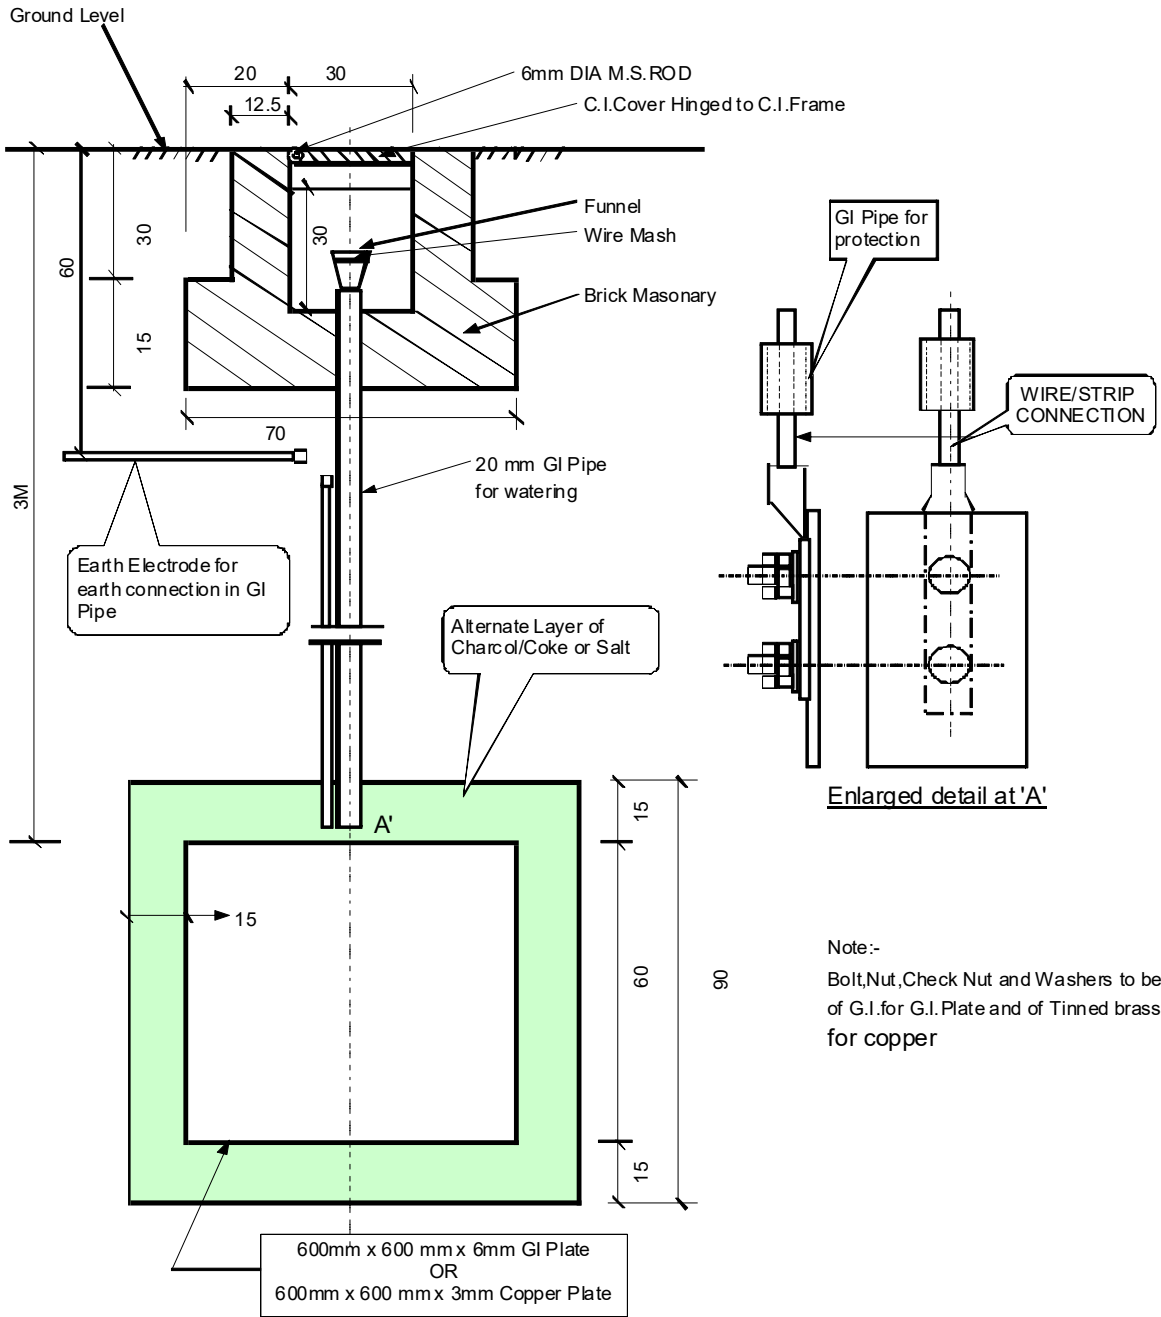 Ground Level
20
30
12.5
6mm DIA M.S.ROD
C.I.Cover Hinged to C.I.Frame
Funnel
Wire Mash
Brick Masonary
30
30
60
15
70
3M
20 mm GI Pipe
for watering
Earth Electrode for
earth connection in GI
Pipe
Alternate Layer of
Charcol/Coke or Salt
A'
15
15
60
90
15
600mm x 600 mm x 6mm GI Plate
OR
600mm x 600 mm x 3mm Copper Plate
GI Pipe for
protection
WIRE/STRIP
CONNECTION
Enlarged detail at 'A'
Note:-
Bolt,Nut,Check Nut and Washers to be
of G.I.for G.I.Plate and of Tinned brass
for copper